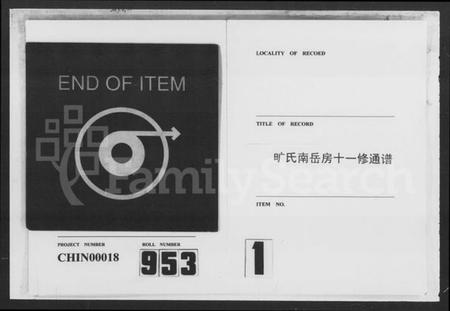 END OF ITEM
FamilySearch
PROJECT NUMBER ROLL NUMBER
CHIN00018 953
LOCALITY OF RECOED
TITLE OF RECORD
旷氏南岳房十一修通谱
ITEM NO.
1